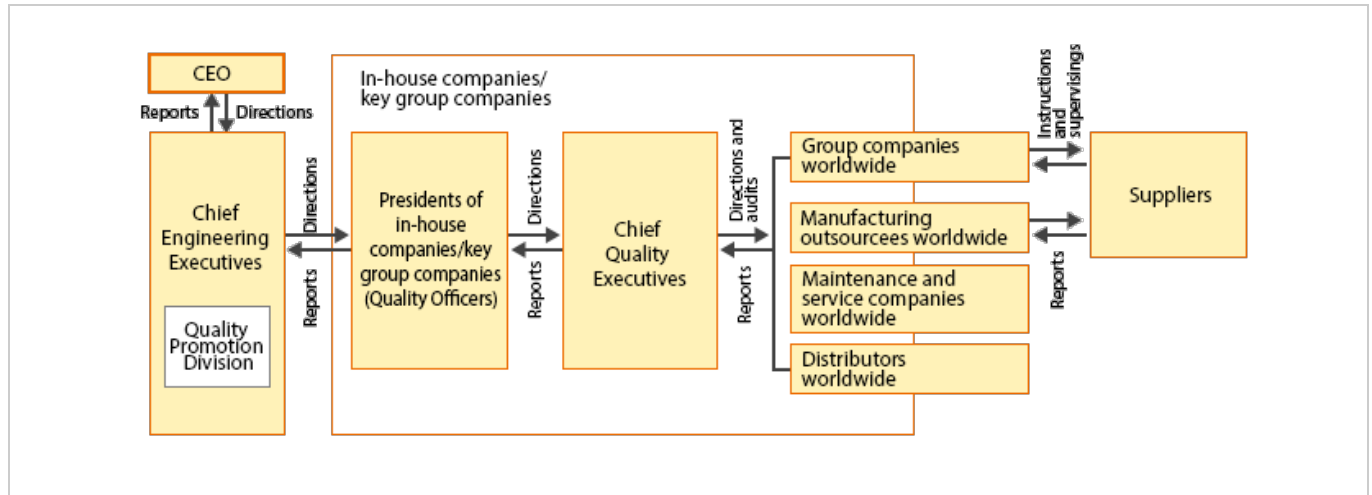 CEO
Reports
Directions
Chief
Engineering
Executives
Quality
Promotion
Division
Directions
Reports
In-house companies/
key group companies
Presidents of
in-house
companies/key
group companies
(Quality Officers)
Directions
Reports
Chief
Quality
Executives
Directions and
audits
Reports
Group companies
worldwide
Manufacturing
outsourcees worldwide
Maintenance and
service companies
worldwide
Distributors
worldwide
Instructions
and
supervisings
Reports
Suppliers